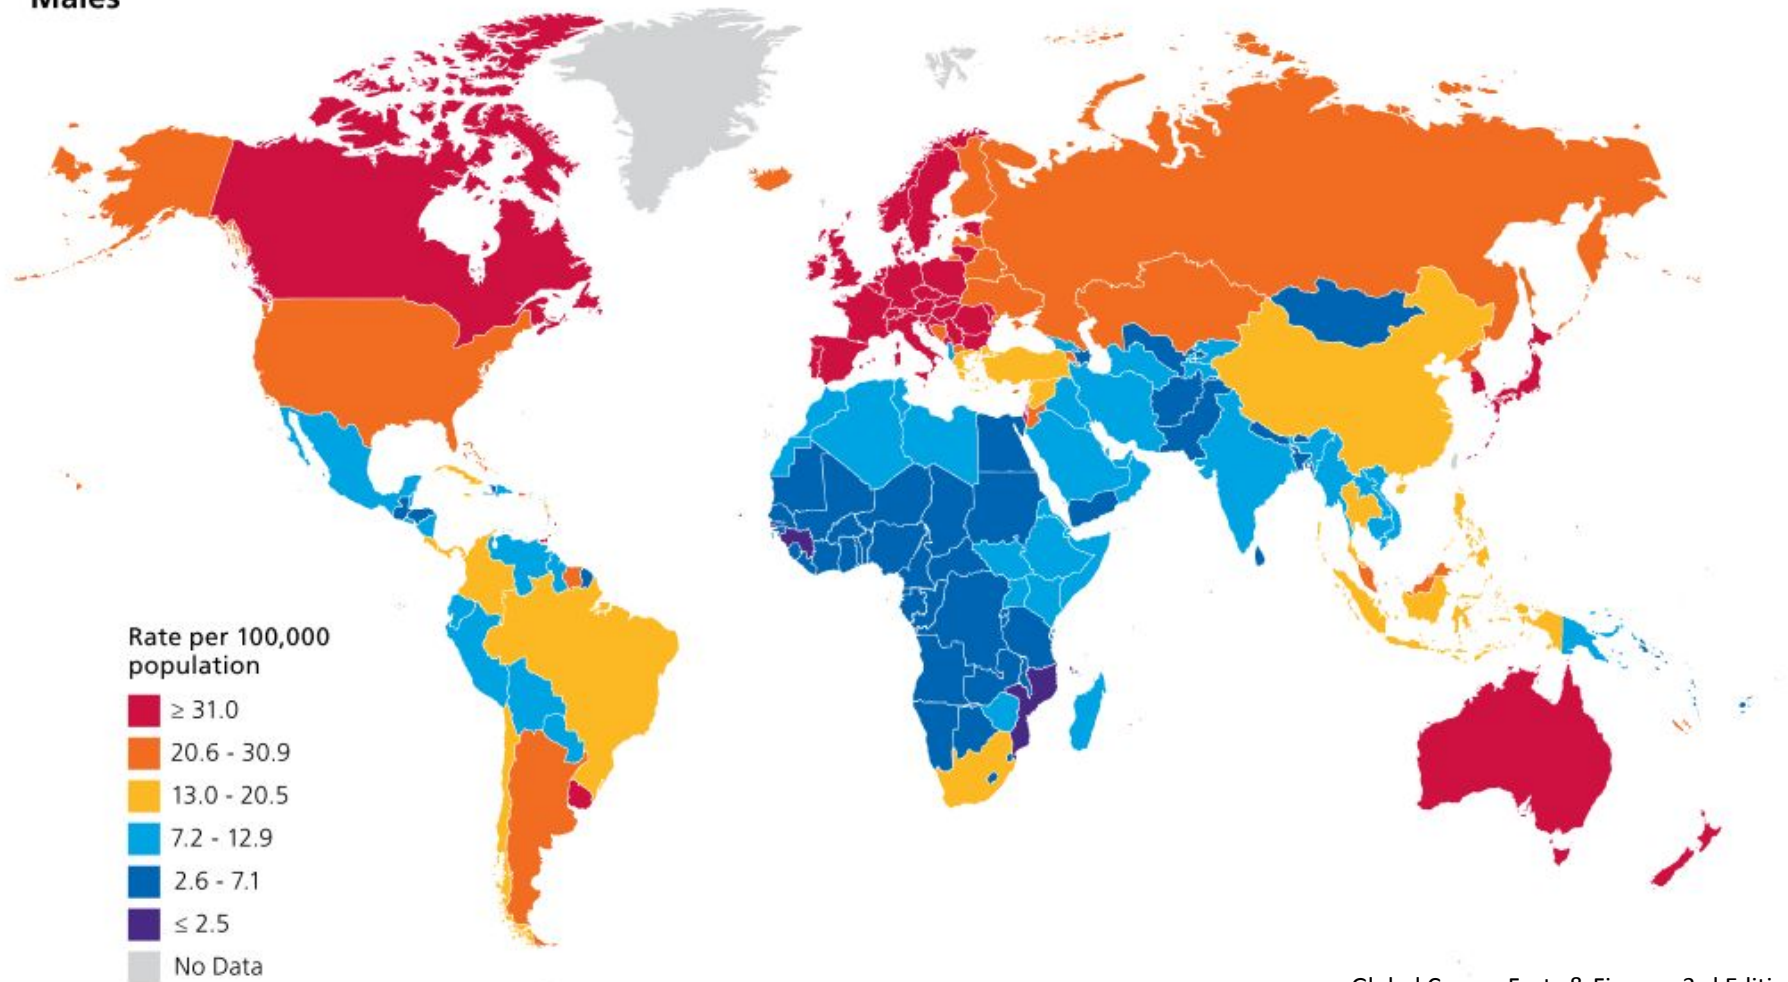 Males
Rate per 100,000
population
≥ 31.0
20.6 - 30.9
13.0 - 20.5
7.2 - 12.9
2.6 - 7.1
≤ 2.5
No Data